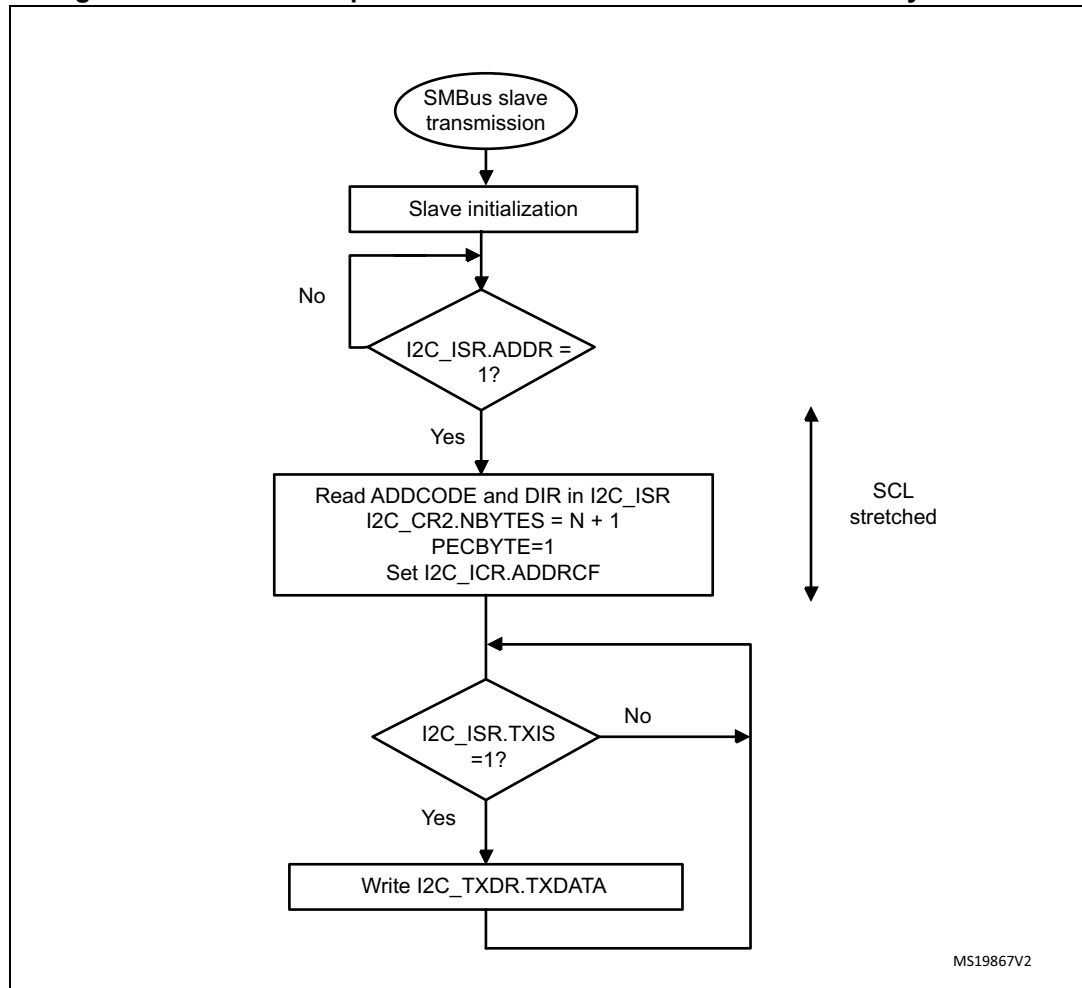 SMBus slave
transmission
Slave initialization
No
I2C_ISR.ADDR =
1?
Yes
Read ADDCODE and DIR in I2C_ISR
I2C_CR2.NBYTES = N + 1
PECBYTE=1
Set I2C_ICR.ADDRCF
SCL
stretched
I2C_ISR.TXIS
=1?
No
Yes
Write I2C_TXDR.TXDATA
MS19867V2